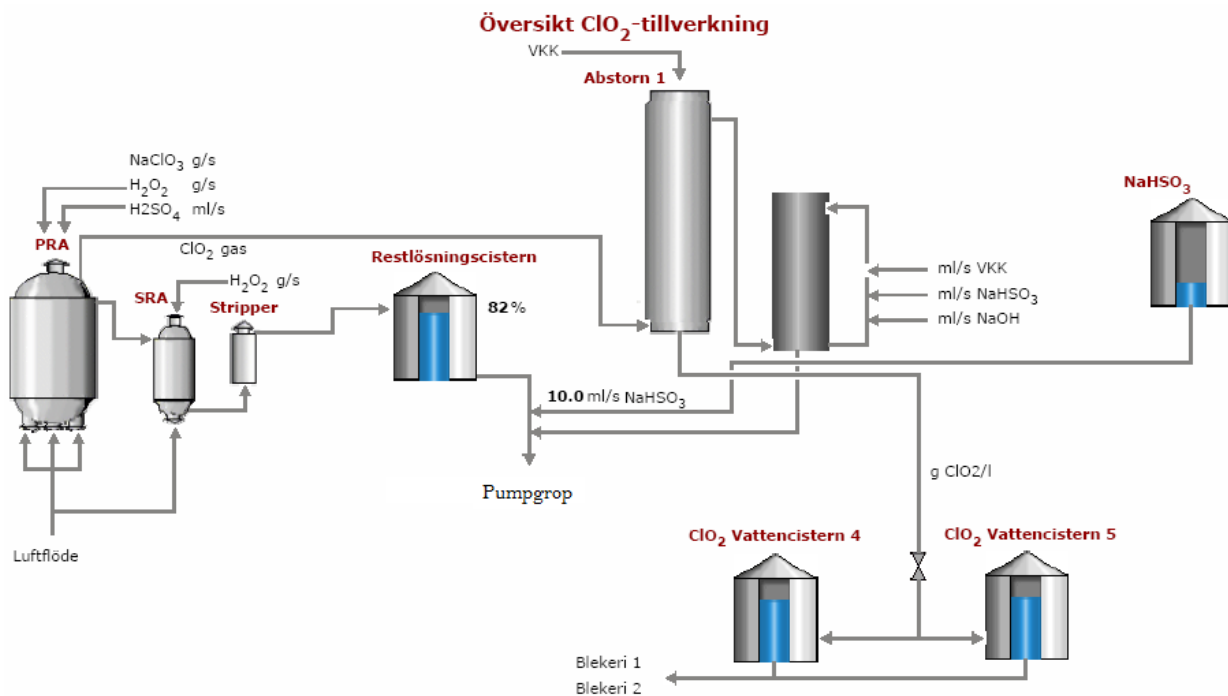 Översikt ClO₂-tillverkning
VKK
Abstorn 1
NaClO₃ g/s
H₂O₂ g/s
H2SO₄ ml/s
NaHSO₃
PRA
ClO₂ gas
Restlösningscistern
H₂O₂ g/s
SRA
Stripper
82%
ml/s VKK
ml/s NaHSO₃
ml/s NaOH
10.0 ml/s NaHSO₃
g ClO2/l
Pumpgrop
Luftflöde
ClO₂ Vattencistern 4
ClO₂ Vattencistern 5
Blekeri 1
Blekeri 2